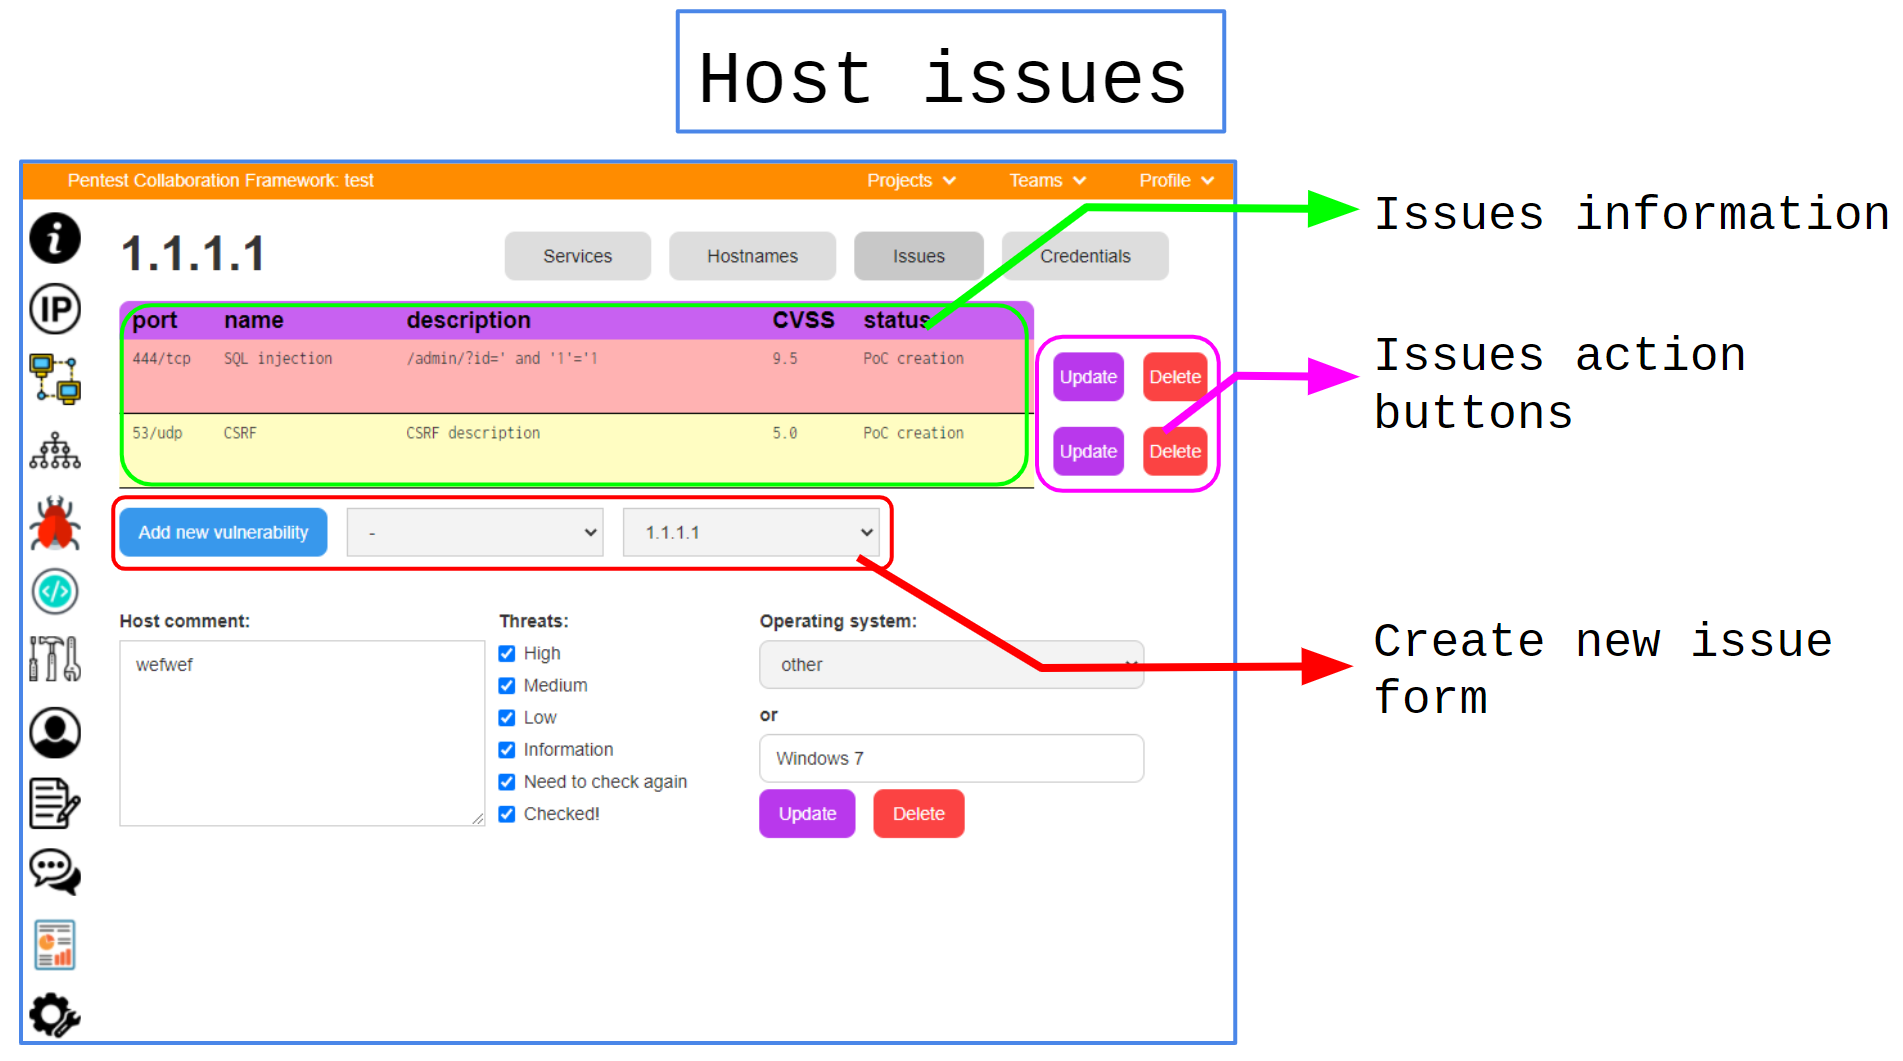 Host issues
Pentest Collaboration Framework: test
Projects Teams Profile
1.1.1.1
Services Hostnames Issues Credentials
Issues information
IP
port name description CVSS status
444/tcp SQL injection /admin/?id=' and '1'='1 9.5 PoC creation
Update Delete
53/udp CSRF CSRF description 5.0 PoC creation
Update Delete
Issues action
buttons
Add new vulnerability - 1.1.1.1
Host comment: Threats: Operating system:
wefwef
High
Medium
Low
Information
Need to check again
Checked!
other
or
Windows 7
Update Delete
Create new issue
form